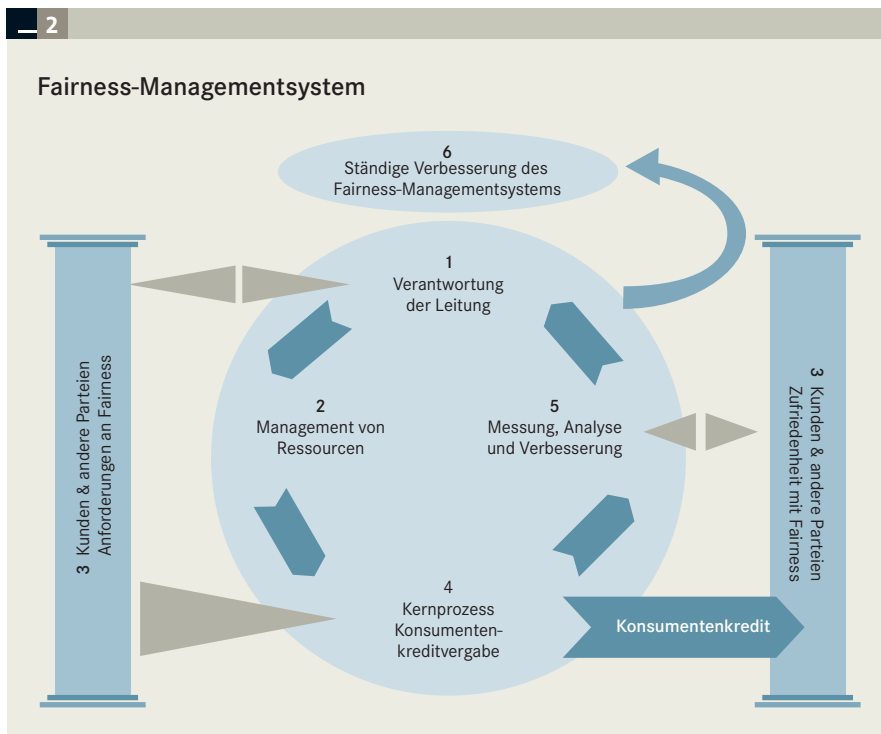 2
Fairness-Managementsystem
6
Ständige Verbesserung des
Fairness-Managementsystems
1
Verantwortung
der Leitung
3 Kunden & andere Parteien
Anforderungen an Fairness
2
Management von
Ressourcen
5
Messung, Analyse
und Verbesserung
3 Kunden & andere Parteien
Zufriedenheit mit Fairness
4
Kernprozess
Konsumenten-
kreditvergabe
Konsumentenkredit